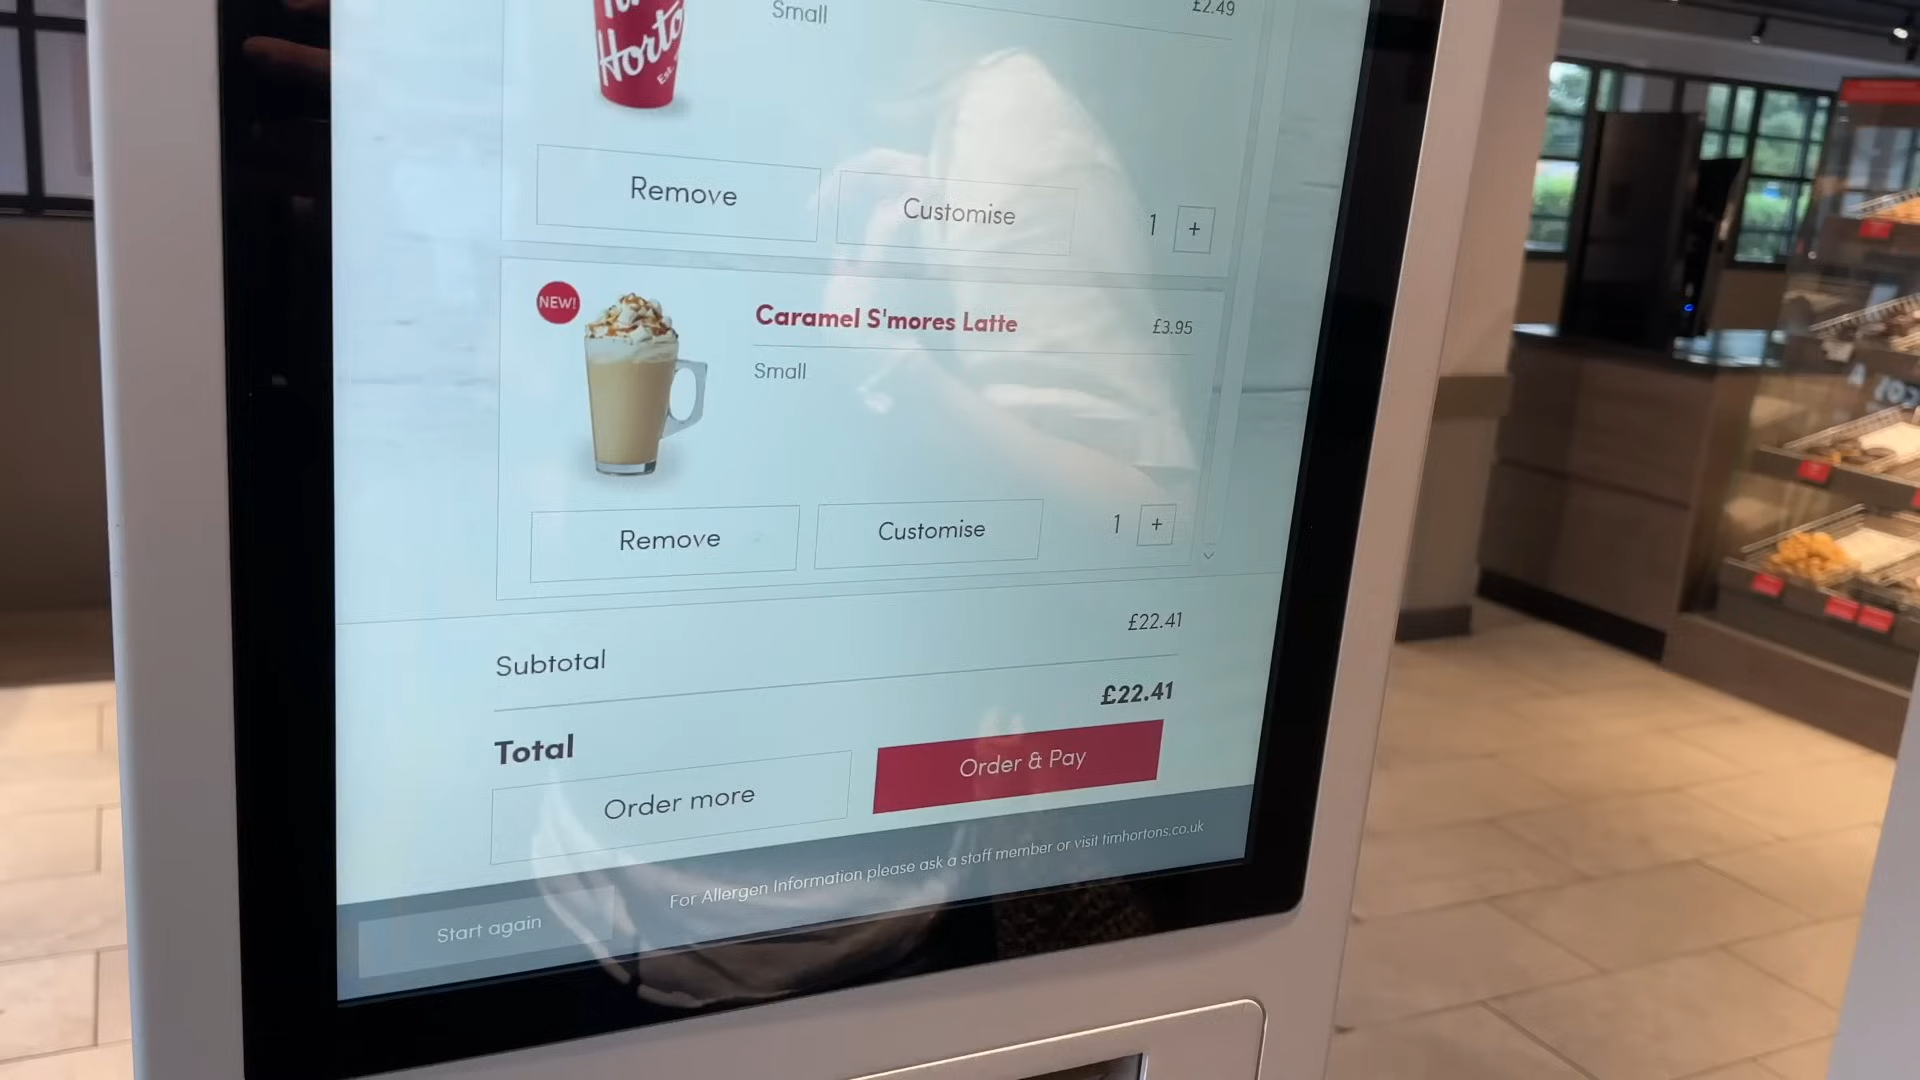 Small
£2.49
Horto
Est.
Remove
Customise
1
+
NEW!
Caramel S'mores Latte
£3.95
Small
Remove
Customise
1
+
Subtotal
£22.41
Total
£22.41
Order more
Order & Pay
Start again
For Allergen Information please ask a staff member or visit timhortons.co.uk